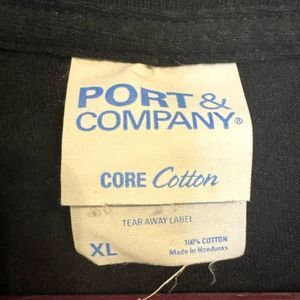 PORT &
COMPANY®
CORE Cotton
TEAR AWAY LABEL
XL
100% COTTON
Made in Honduras